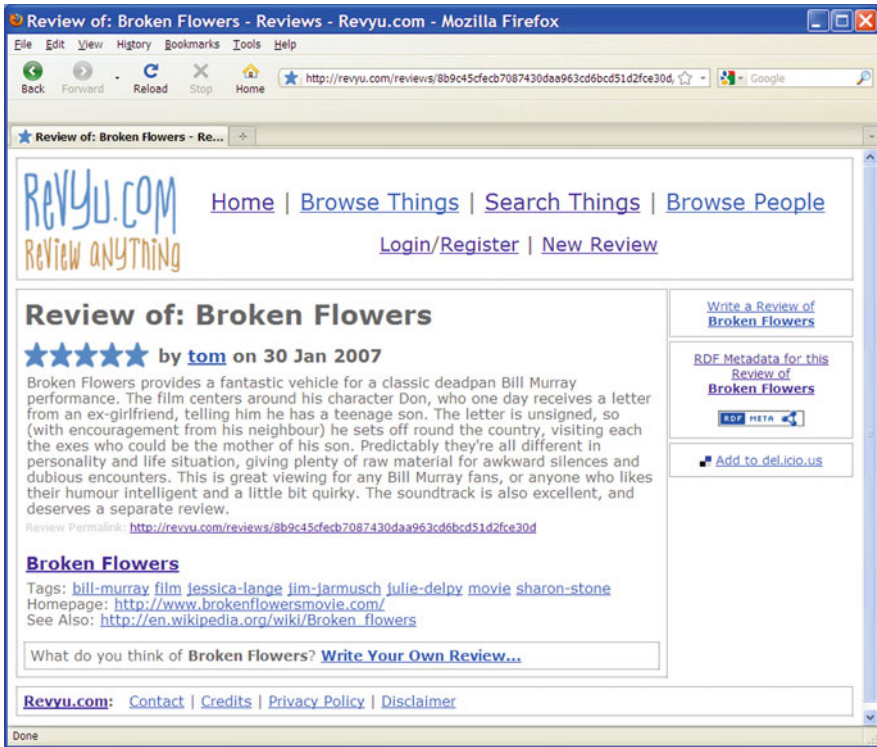 Review of: Broken Flowers - Reviews - Revyu.com - Mozilla Firefox
File Edit View History Bookmarks Tools Help
Back Forward Reload Stop Home http://revyu.com/reviews/8b9c45cfecb7087430daa963cd6bcd51d2fce30d, Google
Review of: Broken Flowers - Re...
Revyu.com
Review anything
Home | Browse Things | Search Things | Browse People
Login/Register | New Review
Review of: Broken Flowers
by tom on 30 Jan 2007
Broken Flowers provides a fantastic vehicle for a classic deadpan Bill Murray
performance. The film centers around his character Don, who one day receives a letter
from an ex-girlfriend, telling him he has a teenage son. The letter is unsigned, so
(with encouragement from his neighbour) he sets off round the country, visiting each
the exes who could be the mother of his son. Predictably they're all different in
personality and life situation, giving plenty of raw material for awkward silences and
dubious encounters. This is great viewing for any Bill Murray fans, or anyone who likes
their humour intelligent and a little bit quirky. The soundtrack is also excellent, and
deserves a separate review.
Review Permalink: http://revyu.com/reviews/8b9c45cfecb7087430daa963cd6bcd51d2fce30d
Broken Flowers
Tags: bill-murray film jessica-lange jim-jarmusch julie-delpy movie sharon-stone
Homepage: http://www.brokenflowersmovie.com/
See Also: http://en.wikipedia.org/wiki/Broken_flowers
What do you think of Broken Flowers? Write Your Own Review...
Write a Review of
Broken Flowers
RDF Metadata for this
Review of
Broken Flowers
RDF META
Add to del.icio.us
Revyu.com: Contact | Credits | Privacy Policy | Disclaimer
Done